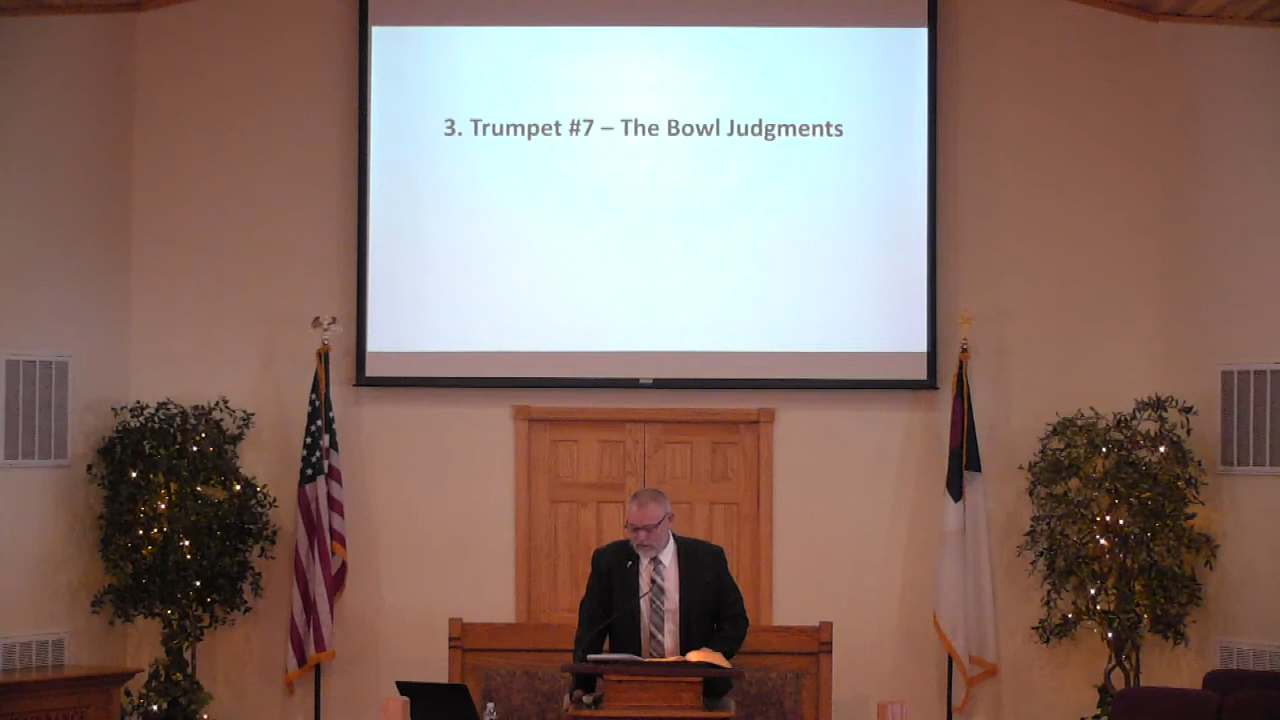 3. Trumpet #7 – The Bowl Judgments